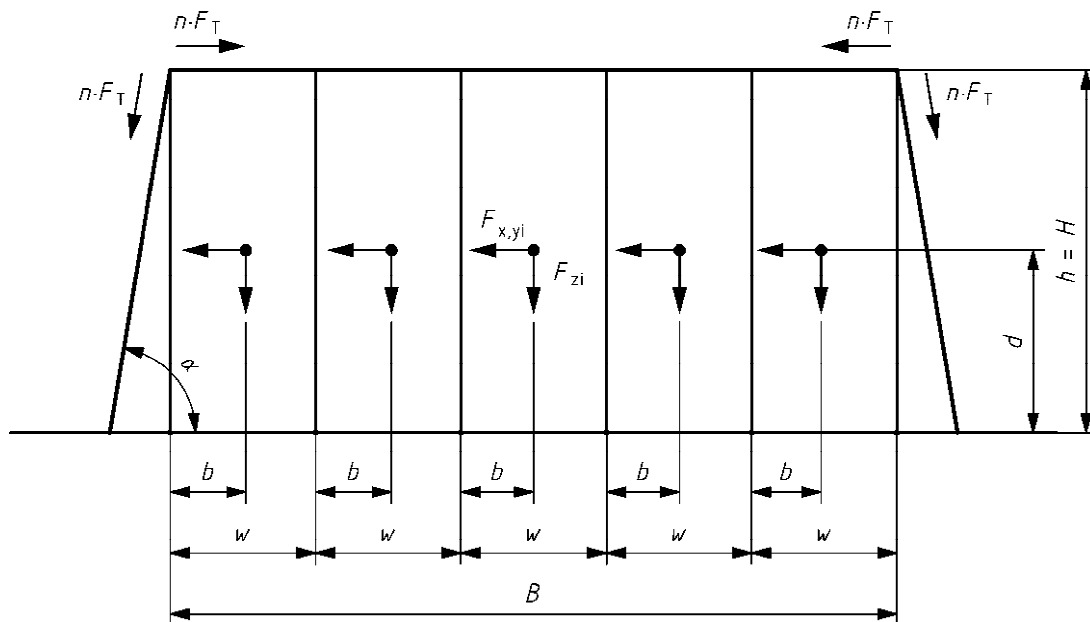 n·F_T n·F_T
n·F_T n·F_T
F_x,yi
F_zi
h = H
d
α
b b b b b
w w w w w
B